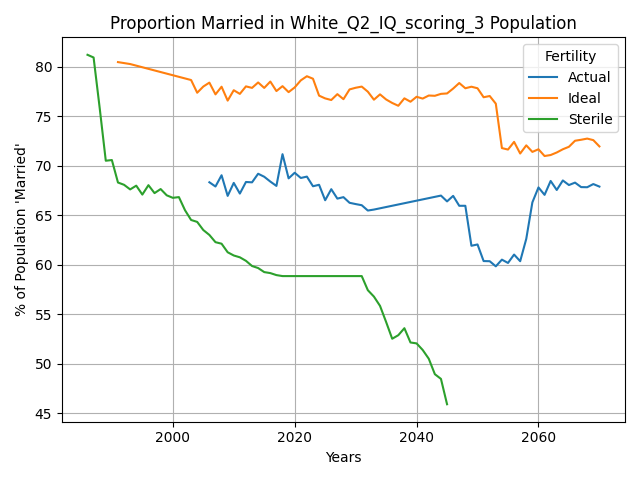 Proportion Married in White_Q2_IQ_scoring_3 Population
Fertility
Actual
Ideal
Sterile
% of Population 'Married'
80
75
70
65
60
55
50
45
2000
2020
2040
2060
Years